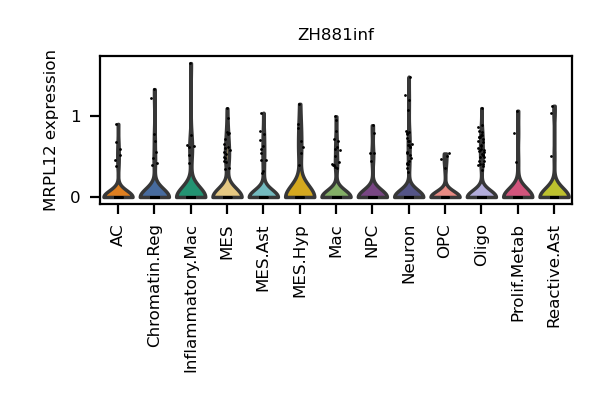 ZH881inf
MRPL12 expression
1
0
AC
Chromatin.Reg
Inflammatory.Mac
MES
MES.Ast
MES.Hyp
Mac
NPC
Neuron
OPC
Oligo
Prolif.Metab
Reactive.Ast